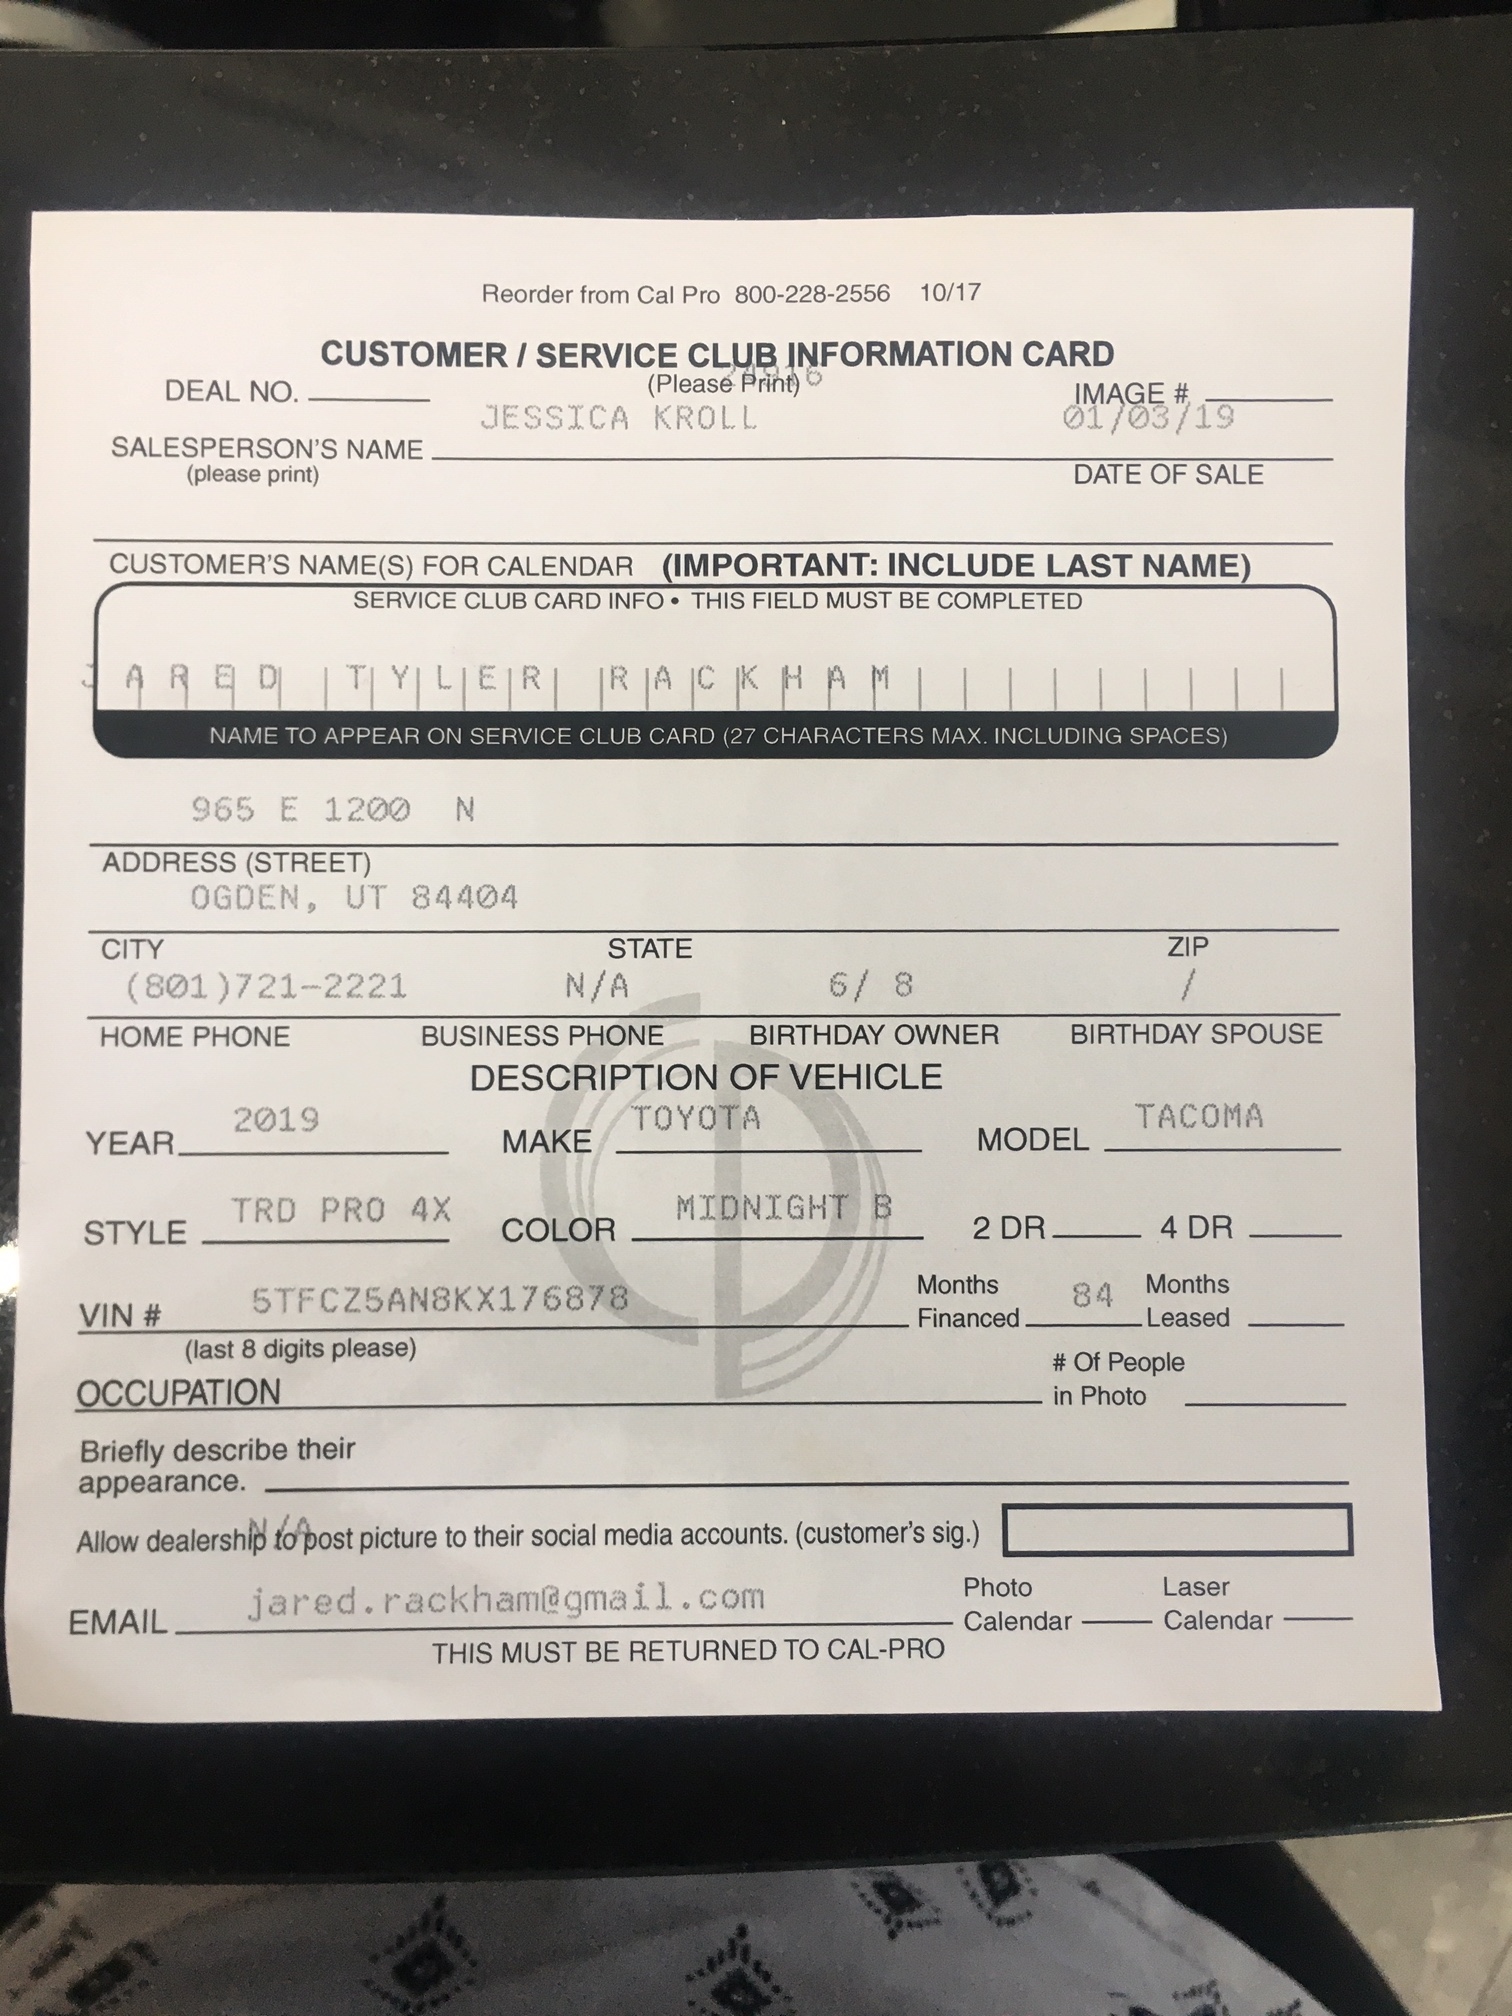 Reorder from Cal Pro 800-228-2556 10/17
CUSTOMER / SERVICE CLUB INFORMATION CARD
DEAL NO. (Please Print) IMAGE #
JESSICA KROLL 01/03/19
SALESPERSON'S NAME
(please print) DATE OF SALE
CUSTOMER'S NAME(S) FOR CALENDAR (IMPORTANT: INCLUDE LAST NAME)
SERVICE CLUB CARD INFO • THIS FIELD MUST BE COMPLETED
JARED TYLER RACKHAM
NAME TO APPEAR ON SERVICE CLUB CARD (27 CHARACTERS MAX. INCLUDING SPACES)
965 E 1200 N
ADDRESS (STREET)
OGDEN, UT 84404
CITY STATE ZIP
(801)721-2221 N/A 6/ 8 /
HOME PHONE BUSINESS PHONE BIRTHDAY OWNER BIRTHDAY SPOUSE
DESCRIPTION OF VEHICLE
YEAR 2019 MAKE TOYOTA MODEL TACOMA
STYLE TRD PRO 4X COLOR MIDNIGHT B 2 DR 4 DR
VIN # 5TFCZ5AN8KX176878 Months Financed 84 Months Leased
(last 8 digits please)
OCCUPATION # Of People in Photo
Briefly describe their
appearance.
N/A
Allow dealership to post picture to their social media accounts. (customer's sig.)
EMAIL jared.rackham@gmail.com Photo Calendar Laser Calendar
THIS MUST BE RETURNED TO CAL-PRO